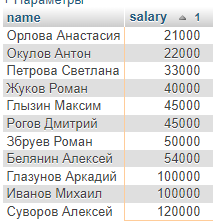 + Параметры
name salary 1
Орлова Анастасия 21000
Окулов Антон 22000
Петрова Светлана 33000
Жуков Роман 40000
Глызин Максим 45000
Рогов Дмитрий 45000
Збруев Роман 50000
Белянин Алексей 54000
Глазунов Аркадий 100000
Иванов Михаил 100000
Суворов Алексей 120000